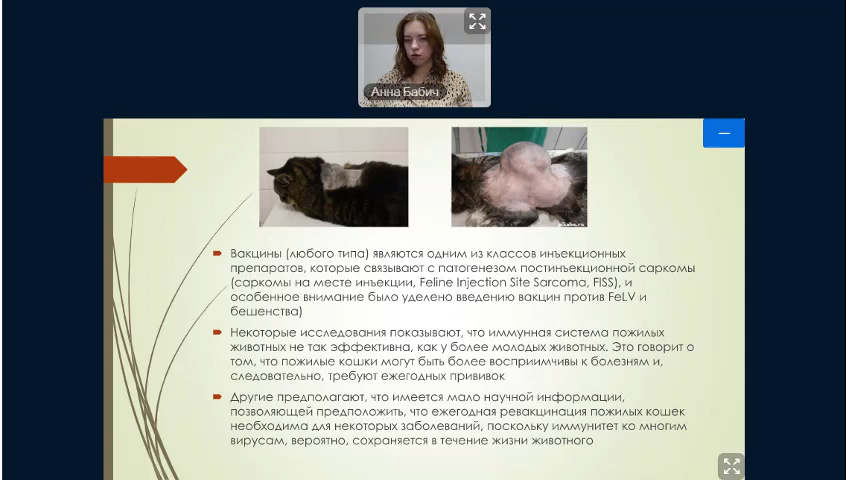 Анна Бабич
Вакцины (любого типа) являются одним из классов инъекционных
препаратов, которые связывают с патогенезом постинъекционной саркомы
(саркомы на месте инъекции, Feline Injection Site Sarcoma, FISS), и
особенное внимание было уделено введению вакцин против FeLV и
бешенства)
Некоторые исследования показывают, что иммунная система пожилых
животных не так эффективна, как у более молодых животных. Это говорит о
том, что пожилые кошки могут быть более восприимчивы к болезням и,
следовательно, требуют ежегодных прививок
Другие предполагают, что имеется мало научной информации,
позволяющей предположить, что ежегодная ревакцинация пожилых кошек
необходима для некоторых заболеваний, поскольку иммунитет ко многим
вирусам, вероятно, сохраняется в течение жизни животного